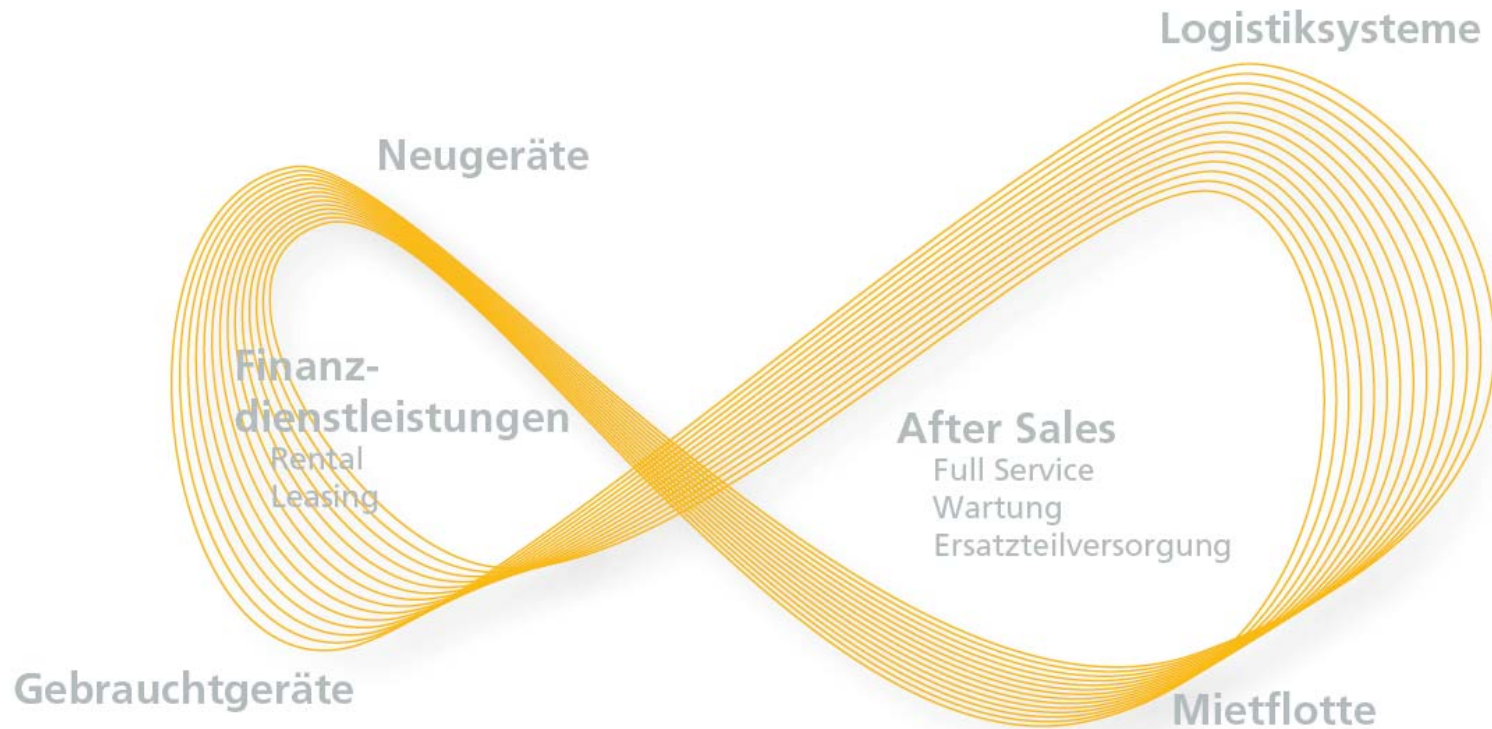 Logistiksysteme
Neugeräte
Finanz-
dienstleistungen
Rental
Leasing
After Sales
Full Service
Wartung
Ersatzteilversorgung
Gebrauchtgeräte
Mietflotte